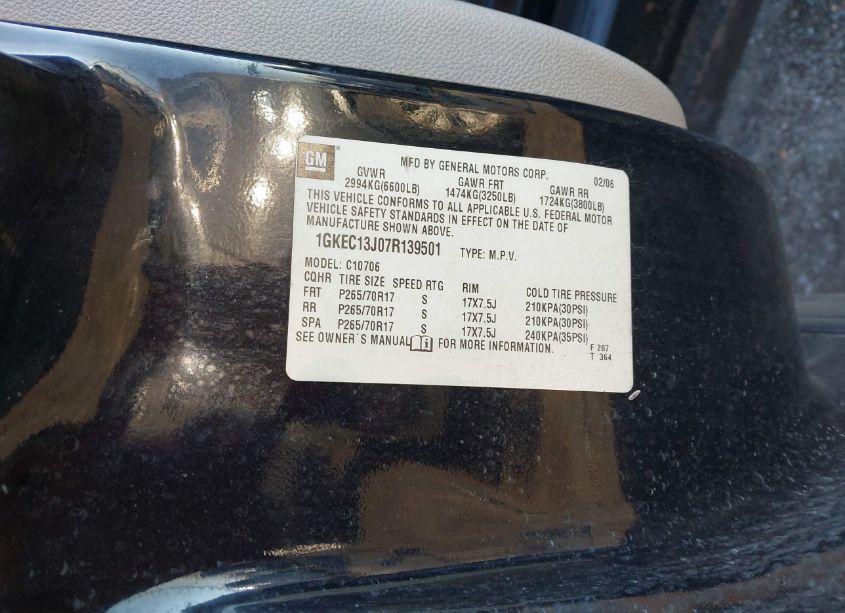 GM
MFD BY GENERAL MOTORS CORP. 02/06
GVWR GAWR FRT GAWR RR
2994KG(6600LB) 1474KG(3250LB) 1724KG(3800LB)
THIS VEHICLE CONFORMS TO ALL APPLICABLE U.S. FEDERAL MOTOR
VEHICLE SAFETY STANDARDS IN EFFECT ON THE DATE OF
MANUFACTURE SHOWN ABOVE.
1GKEC13J07R139501 TYPE: M.P.V.
MODEL: C10706
CQHR TIRE SIZE SPEED RTG RIM COLD TIRE PRESSURE
FRT P265/70R17 S 17X7.5J 210KPA(30PSI)
RR P265/70R17 S 17X7.5J 210KPA(30PSI)
SPA P265/70R17 S 17X7.5J 240KPA(35PSI)
SEE OWNER'S MANUAL FOR MORE INFORMATION.
F 207
T 364